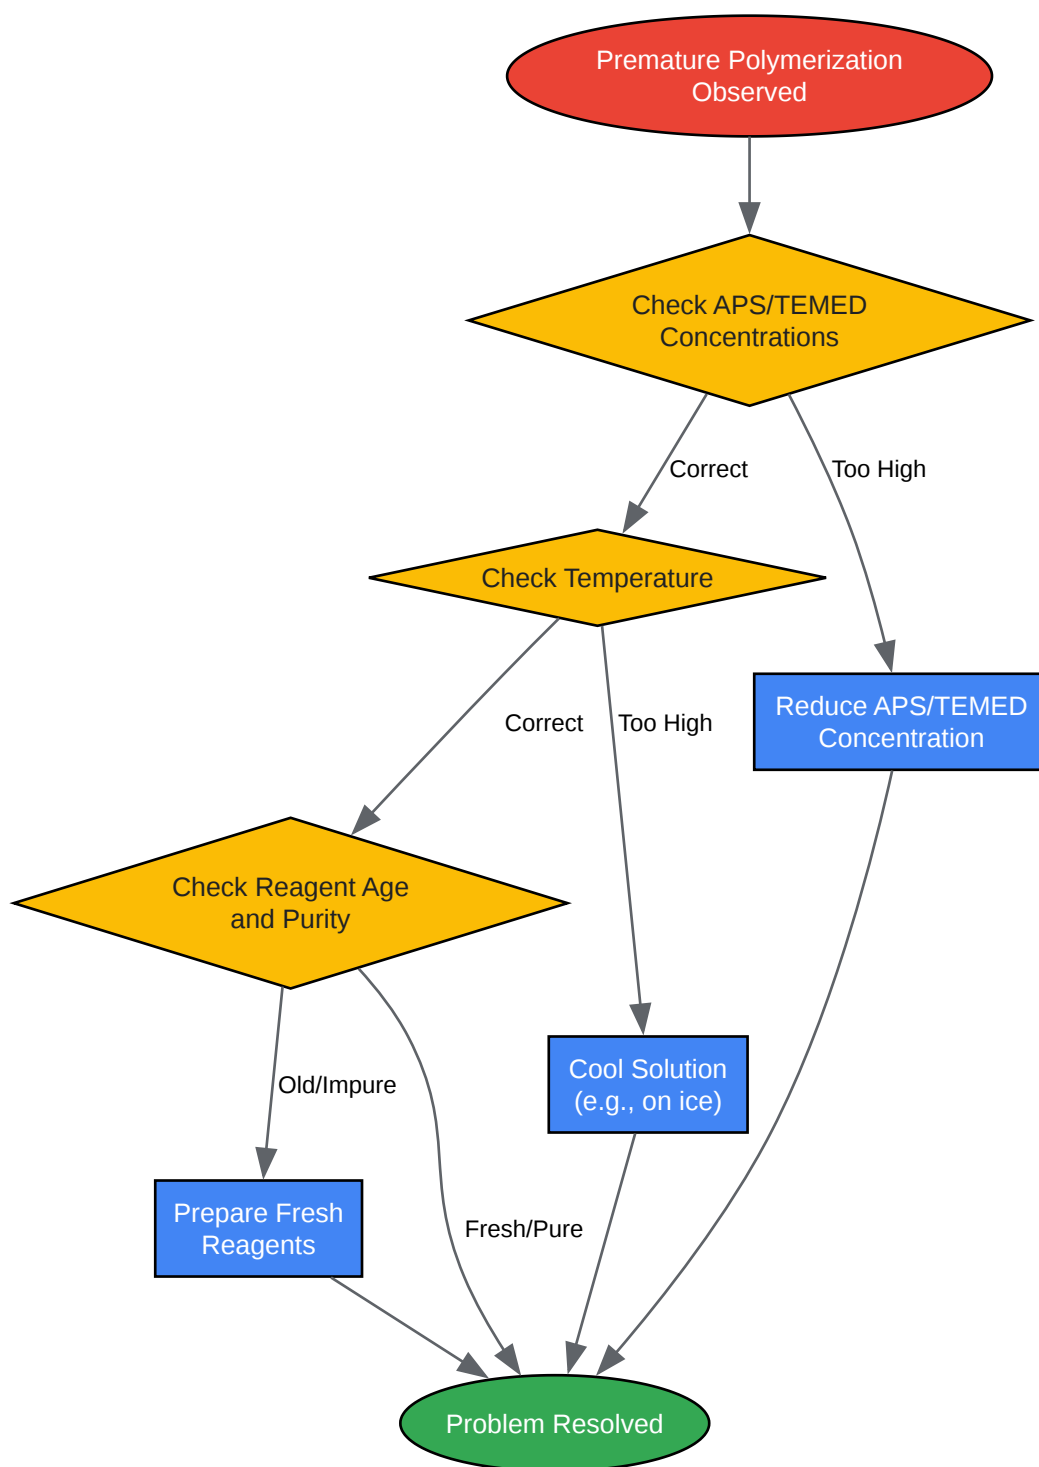 Premature Polymerization
Observed
Check APS/TEMED
Concentrations
Correct
Too High
Check Temperature
Correct
Too High
Reduce APS/TEMED
Concentration
Check Reagent Age
and Purity
Old/Impure
Cool Solution
(e.g., on ice)
Prepare Fresh
Reagents
Fresh/Pure
Problem Resolved